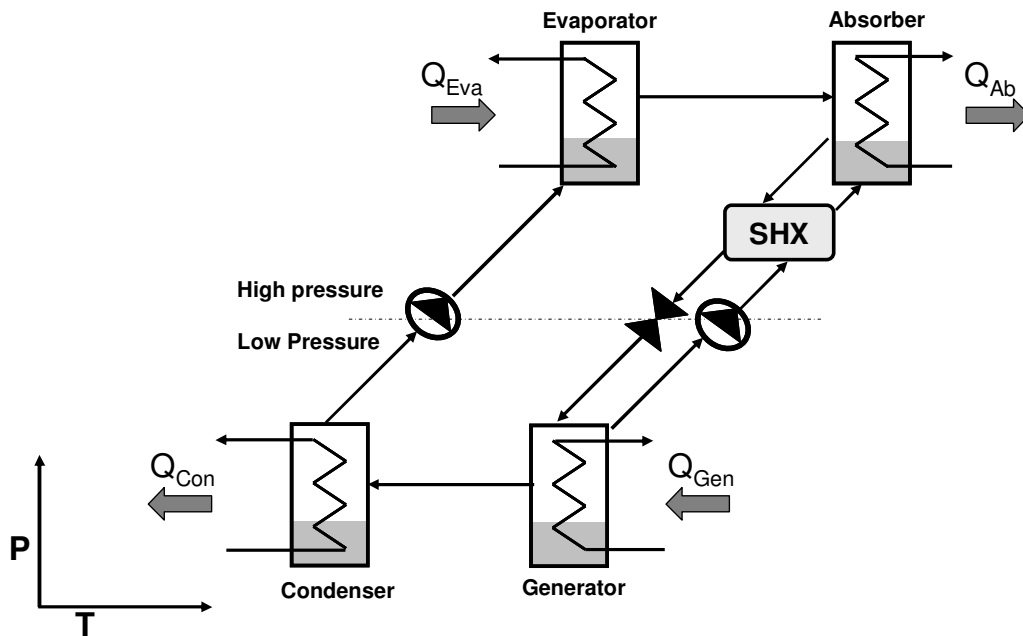 Evaporator
Absorber
Q_Eva
Q_Ab
SHX
High pressure
Low Pressure
Q_Con
Q_Gen
P
Condenser
Generator
T